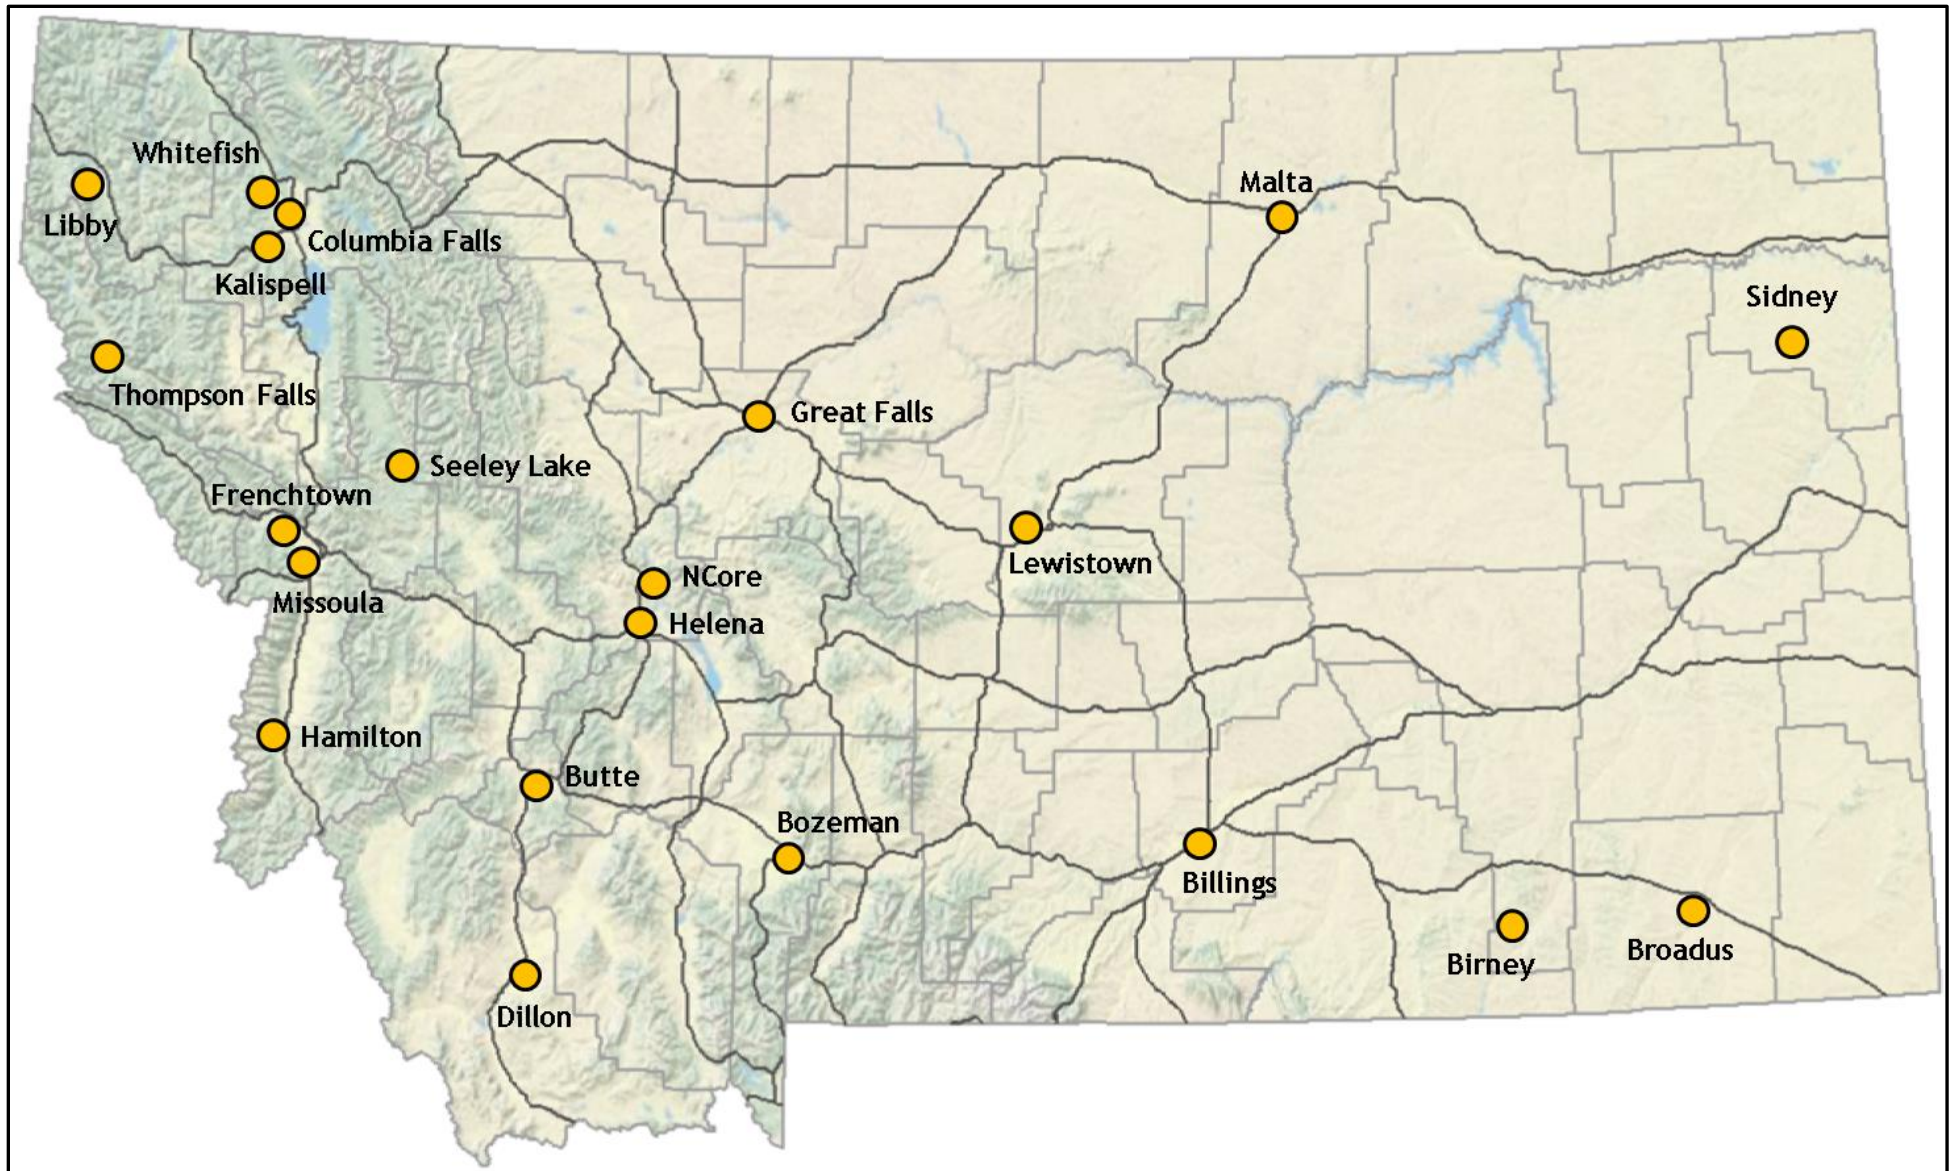 Whitefish
Malta
Libby
Columbia Falls
Kalispell
Sidney
Thompson Falls
Great Falls
Seeley Lake
Frenchtown
Lewistown
NCore
Missoula
Helena
Hamilton
Butte
Bozeman
Billings
Broadus
Birney
Dillon